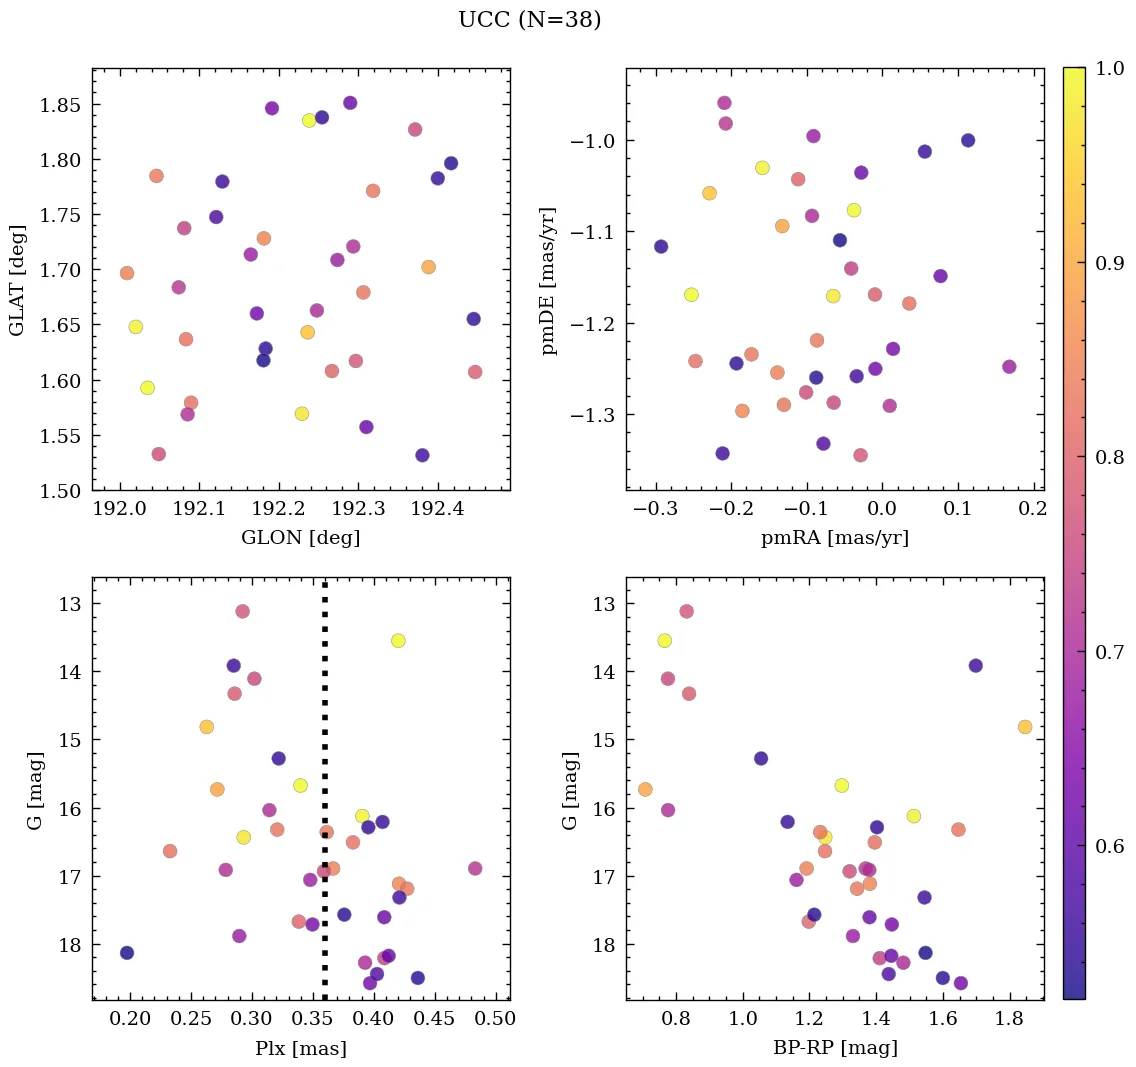 UCC (N=38)
1.85
1.80
1.75
1.70
1.65
1.60
1.55
1.50
GLAT [deg]
192.0 192.1 192.2 192.3 192.4
GLON [deg]
−1.0
−1.1
−1.2
−1.3
pmDE [mas/yr]
−0.3 −0.2 −0.1 0.0 0.1 0.2
pmRA [mas/yr]
1.0
0.9
0.8
0.7
0.6
13
14
15
16
17
18
G [mag]
0.20 0.25 0.30 0.35 0.40 0.45 0.50
Plx [mas]
13
14
15
16
17
18
G [mag]
0.8 1.0 1.2 1.4 1.6 1.8
BP-RP [mag]